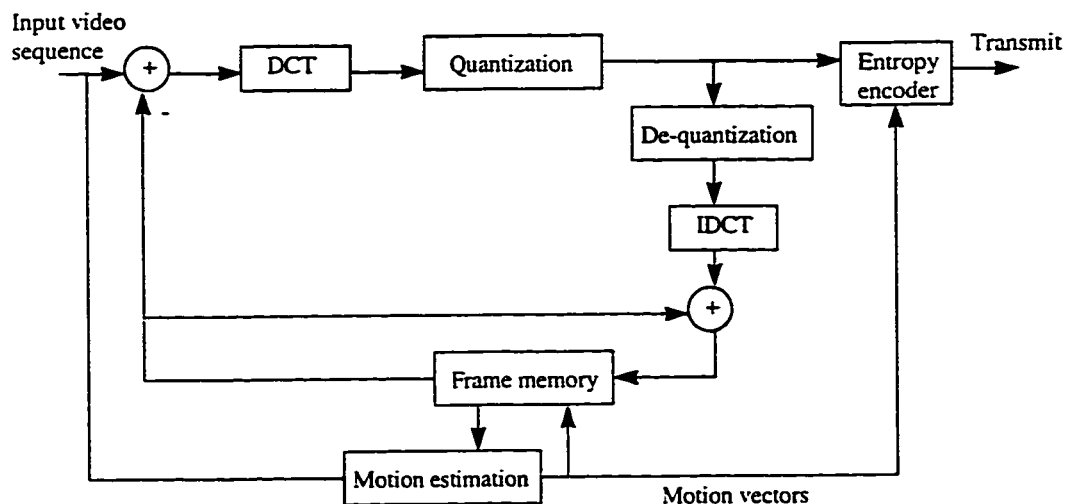 Input video
sequence
+
DCT
Quantization
Entropy
encoder
Transmit
-
De-quantization
IDCT
+
Frame memory
Motion estimation
Motion vectors